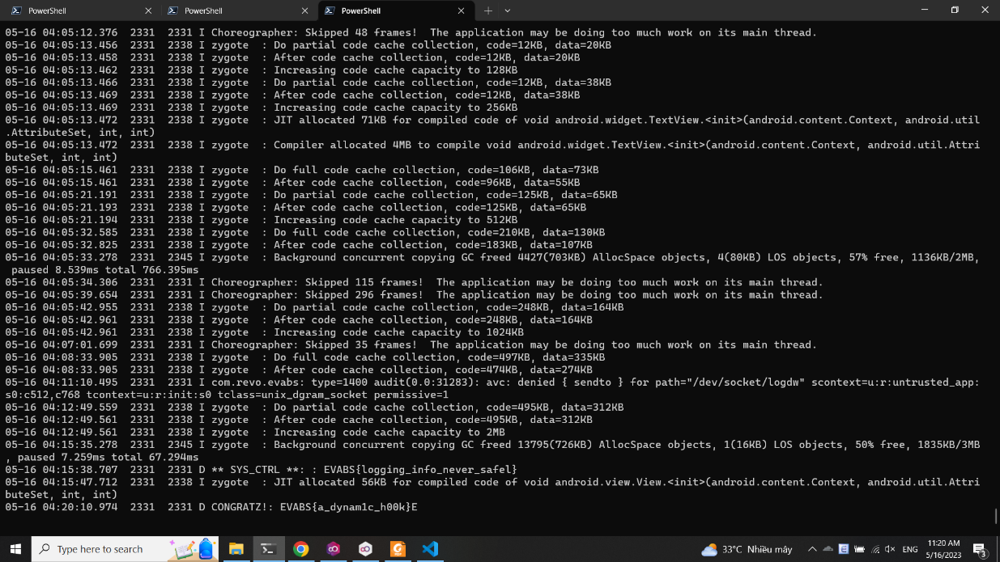 PowerShell
PowerShell
PowerShell
05-16 04:05:12.376  2331  2331 I Choreographer: Skipped 48 frames!  The application may be doing too much work on its main thread.
05-16 04:05:13.456  2331  2338 I zygote  : Do partial code cache collection, code=12KB, data=20KB
05-16 04:05:13.458  2331  2338 I zygote  : After code cache collection, code=12KB, data=20KB
05-16 04:05:13.462  2331  2338 I zygote  : Increasing code cache capacity to 128KB
05-16 04:05:13.466  2331  2338 I zygote  : Do partial code cache collection, code=12KB, data=38KB
05-16 04:05:13.469  2331  2338 I zygote  : After code cache collection, code=12KB, data=38KB
05-16 04:05:13.469  2331  2338 I zygote  : Increasing code cache capacity to 256KB
05-16 04:05:13.472  2331  2338 I zygote  : JIT allocated 71KB for compiled code of void android.widget.TextView.<init>(android.content.Context, android.util
.AttributeSet, int, int)
05-16 04:05:13.472  2331  2338 I zygote  : Compiler allocated 4MB to compile void android.widget.TextView.<init>(android.content.Context, android.util.Attri
buteSet, int, int)
05-16 04:05:15.461  2331  2338 I zygote  : Do full code cache collection, code=106KB, data=73KB
05-16 04:05:15.461  2331  2338 I zygote  : After code cache collection, code=96KB, data=55KB
05-16 04:05:21.191  2331  2338 I zygote  : Do partial code cache collection, code=125KB, data=65KB
05-16 04:05:21.193  2331  2338 I zygote  : After code cache collection, code=125KB, data=65KB
05-16 04:05:21.194  2331  2338 I zygote  : Increasing code cache capacity to 512KB
05-16 04:05:32.585  2331  2338 I zygote  : Do full code cache collection, code=210KB, data=130KB
05-16 04:05:32.825  2331  2338 I zygote  : After code cache collection, code=183KB, data=107KB
05-16 04:05:33.278  2331  2345 I zygote  : Background concurrent copying GC freed 4427(703KB) AllocSpace objects, 4(80KB) LOS objects, 57% free, 1136KB/2MB,
 paused 8.539ms total 766.395ms
05-16 04:05:34.306  2331  2331 I Choreographer: Skipped 115 frames!  The application may be doing too much work on its main thread.
05-16 04:05:39.654  2331  2331 I Choreographer: Skipped 296 frames!  The application may be doing too much work on its main thread.
05-16 04:05:42.955  2331  2338 I zygote  : Do partial code cache collection, code=248KB, data=164KB
05-16 04:05:42.961  2331  2338 I zygote  : After code cache collection, code=248KB, data=164KB
05-16 04:05:42.961  2331  2338 I zygote  : Increasing code cache capacity to 1024KB
05-16 04:07:01.699  2331  2331 I Choreographer: Skipped 35 frames!  The application may be doing too much work on its main thread.
05-16 04:08:33.905  2331  2338 I zygote  : Do full code cache collection, code=497KB, data=335KB
05-16 04:08:33.905  2331  2338 I zygote  : After code cache collection, code=474KB, data=274KB
05-16 04:11:10.495  2331  2331 I com.revo.evabs: type=1400 audit(0.0:31283): avc: denied { sendto } for path="/dev/socket/logdw" scontext=u:r:untrusted_app:
s0:c512,c768 tcontext=u:r:init:s0 tclass=unix_dgram_socket permissive=1
05-16 04:12:49.559  2331  2338 I zygote  : Do partial code cache collection, code=495KB, data=312KB
05-16 04:12:49.561  2331  2338 I zygote  : After code cache collection, code=495KB, data=312KB
05-16 04:12:49.561  2331  2338 I zygote  : Increasing code cache capacity to 2MB
05-16 04:15:35.278  2331  2345 I zygote  : Background concurrent copying GC freed 13795(726KB) AllocSpace objects, 1(16KB) LOS objects, 50% free, 1835KB/3MB
, paused 7.259ms total 67.294ms
05-16 04:15:38.707  2331  2331 D ** SYS_CTRL **: : EVABS{logging_info_never_safel}
05-16 04:15:47.712  2331  2338 I zygote  : JIT allocated 56KB for compiled code of void android.view.View.<init>(android.content.Context, android.util.Attri
buteSet, int, int)
05-16 04:20:10.974  2331  2331 D CONGRATZ!: EVABS{a_dynam1c_h00k}E
Type here to search
33°C Nhiều mây
ENG
11:20 AM
5/16/2023
3